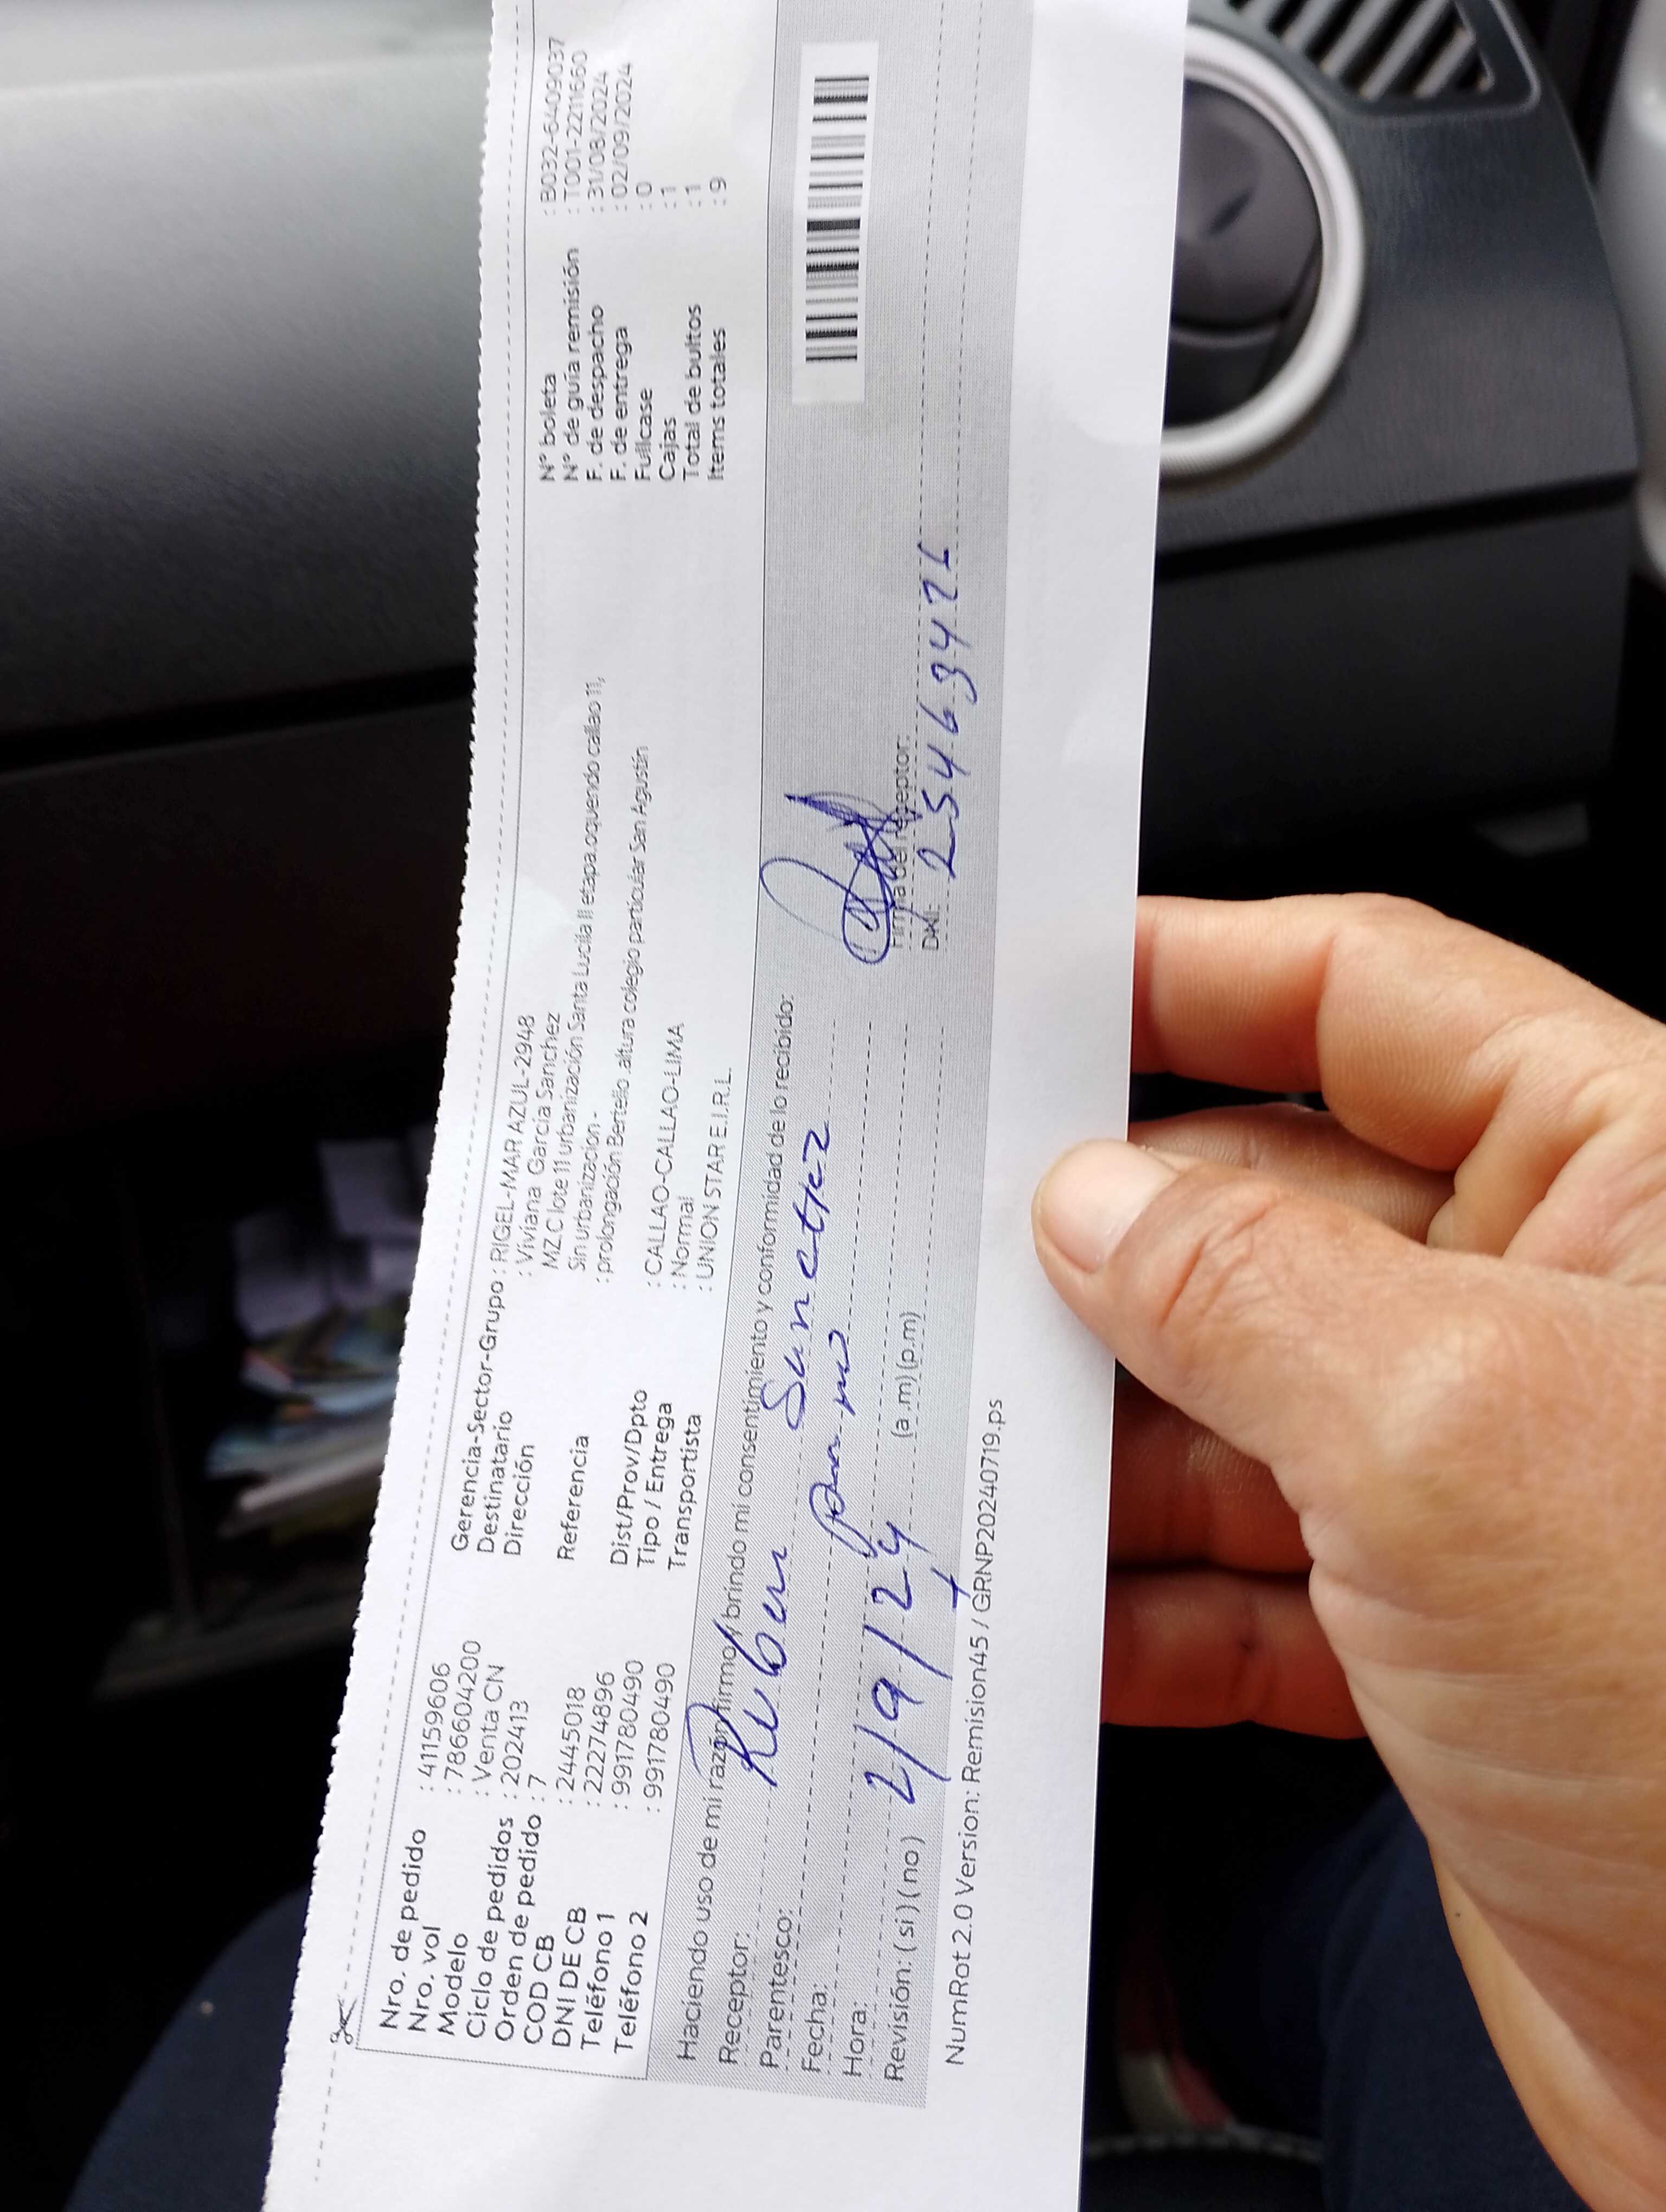 Nro. de pedido : 41159606
Nro. vol : 786604200
Modelo : Venta CN
Ciclo de pedidos : 202413
Orden de pedido : 7
COD CB : 2445018
DNI DE CB : 22274896
Teléfono 1 : 991780490
Teléfono 2 : 991780490
Gerencia-Sector-Grupo : RIGEL-MAR AZUL-2948
Destinatario : Viviana García Sanchez
Dirección MZ.C lote 11 urbanización Santa Lucila II etapa.oquendo callao 11,
Sin urbanizacion -
Referencia : prolongación Bertello .altura colegio particular San Agustín
Dist/Prov/Dpto : CALLAO-CALLAO-LIMA
Tipo / Entrega : Normal
Transportista : UNION STAR E.I.R.L.
N° boleta : B032-6409037
N° de guía remisión : T001-2211660
F. de despacho : 31/08/2024
F. de entrega : 02/09/2024
Fullcase : 0
Cajas : 1
Total de bultos : 1
Items totales : 9
Haciendo uso de mi razón firmo y brindo mi consentimiento y conformidad de lo recibido:
Receptor: Ruben Sanchez
Parentesco:
Fecha: 2/9/24
Hora: (a.m) (p.m)
Revisión: (si) (no)
Firma del receptor:
DNI: 25463426
NumRot 2.0 Version: Remision45 / GRNP20240719.ps